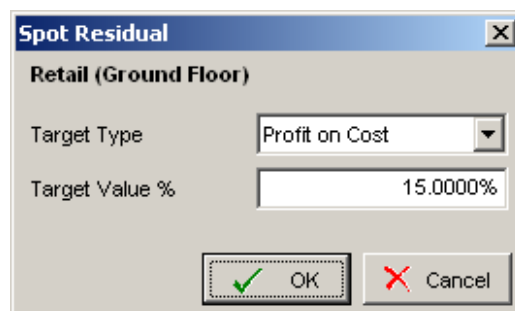 Spot Residual
Retail (Ground Floor)
Target Type Profit on Cost
Target Value % 15.0000%
OK Cancel